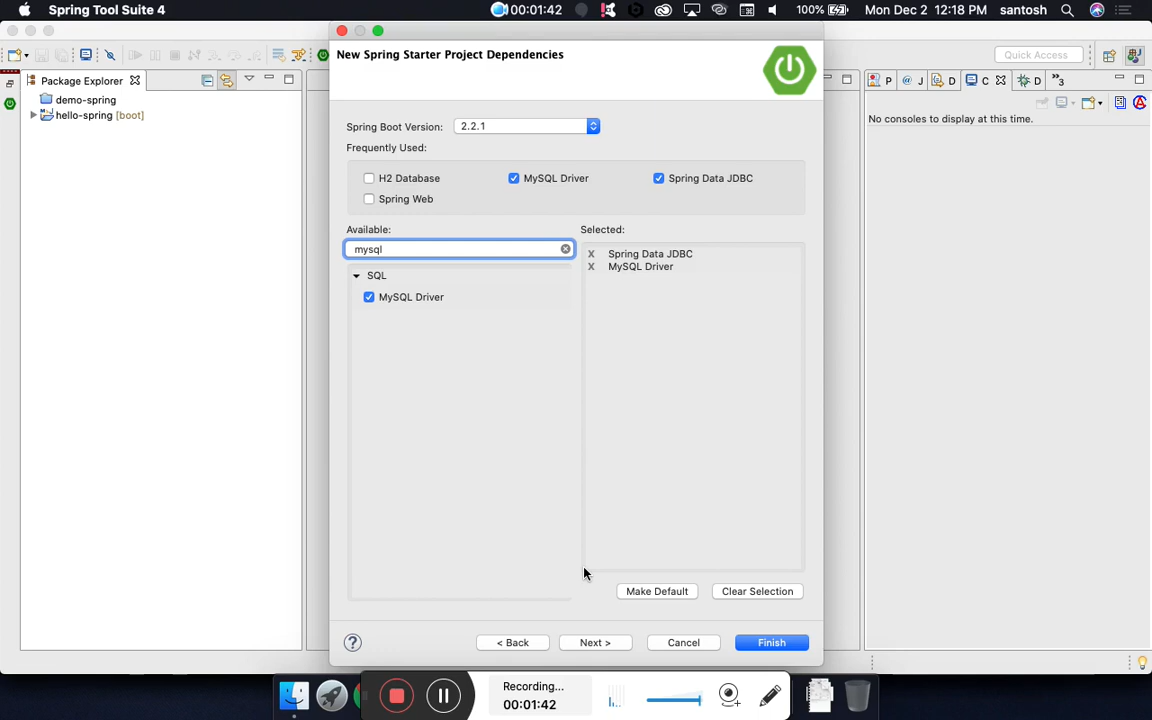 Spring Tool Suite 4
00:01:42
100%
Mon Dec 2 12:18 PM
santosh
New Spring Starter Project Dependencies
Quick Access
Package Explorer
P
J
D
C
D
»3
demo-spring
hello-spring [boot]
No consoles to display at this time.
Spring Boot Version:
2.2.1
Frequently Used:
H2 Database
MySQL Driver
Spring Data JDBC
Spring Web
Available:
Selected:
mysql
SQL
MySQL Driver
X Spring Data JDBC
X MySQL Driver
Make Default
Clear Selection
?
< Back
Next >
Cancel
Finish
Recording...
00:01:42